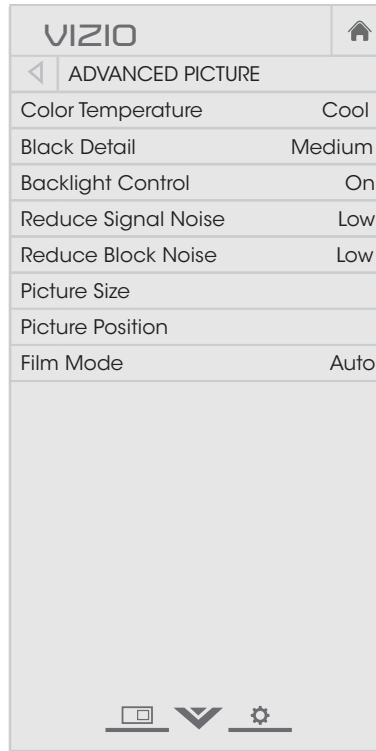 VIZIO
ADVANCED PICTURE
Color Temperature Cool
Black Detail Medium
Backlight Control On
Reduce Signal Noise Low
Reduce Block Noise Low
Picture Size
Picture Position
Film Mode Auto